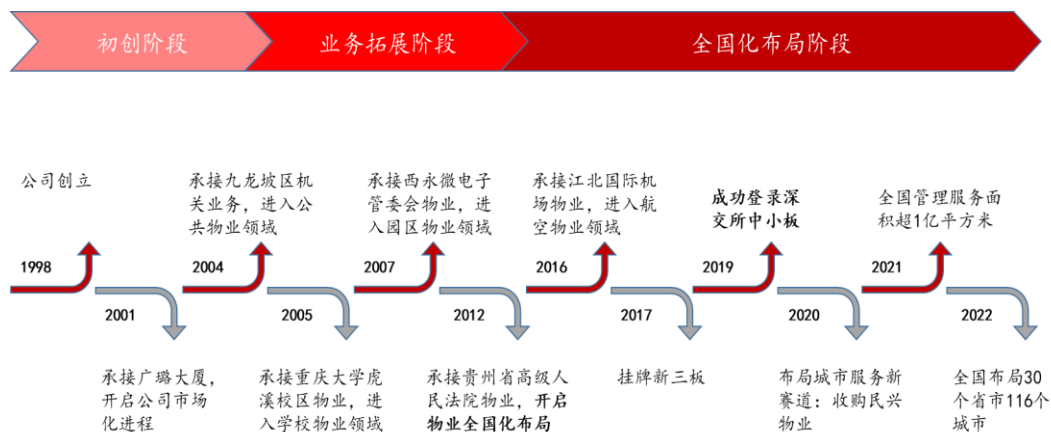 初创阶段
业务拓展阶段
全国化布局阶段
公司创立
1998
承接广璐大厦，
开启公司市场
化进程
2001
承接九龙坡区机
关业务，进入公
共物业领域
2004
承接重庆大学虎
溪校区物业，进
入学校物业领域
2005
承接西永微电子
管委会物业，进
入园区物业领域
2007
承接贵州省高级人
民法院物业，开启
物业全国化布局
2012
承接江北国际机
场物业，进入航
空物业领域
2016
挂牌新三板
2017
成功登录深
交所中小板
2019
布局城市服务新
赛道：收购民兴
物业
2020
全国管理服务面
积超1亿平方米
2021
全国布局30
个省市116个
城市
2022